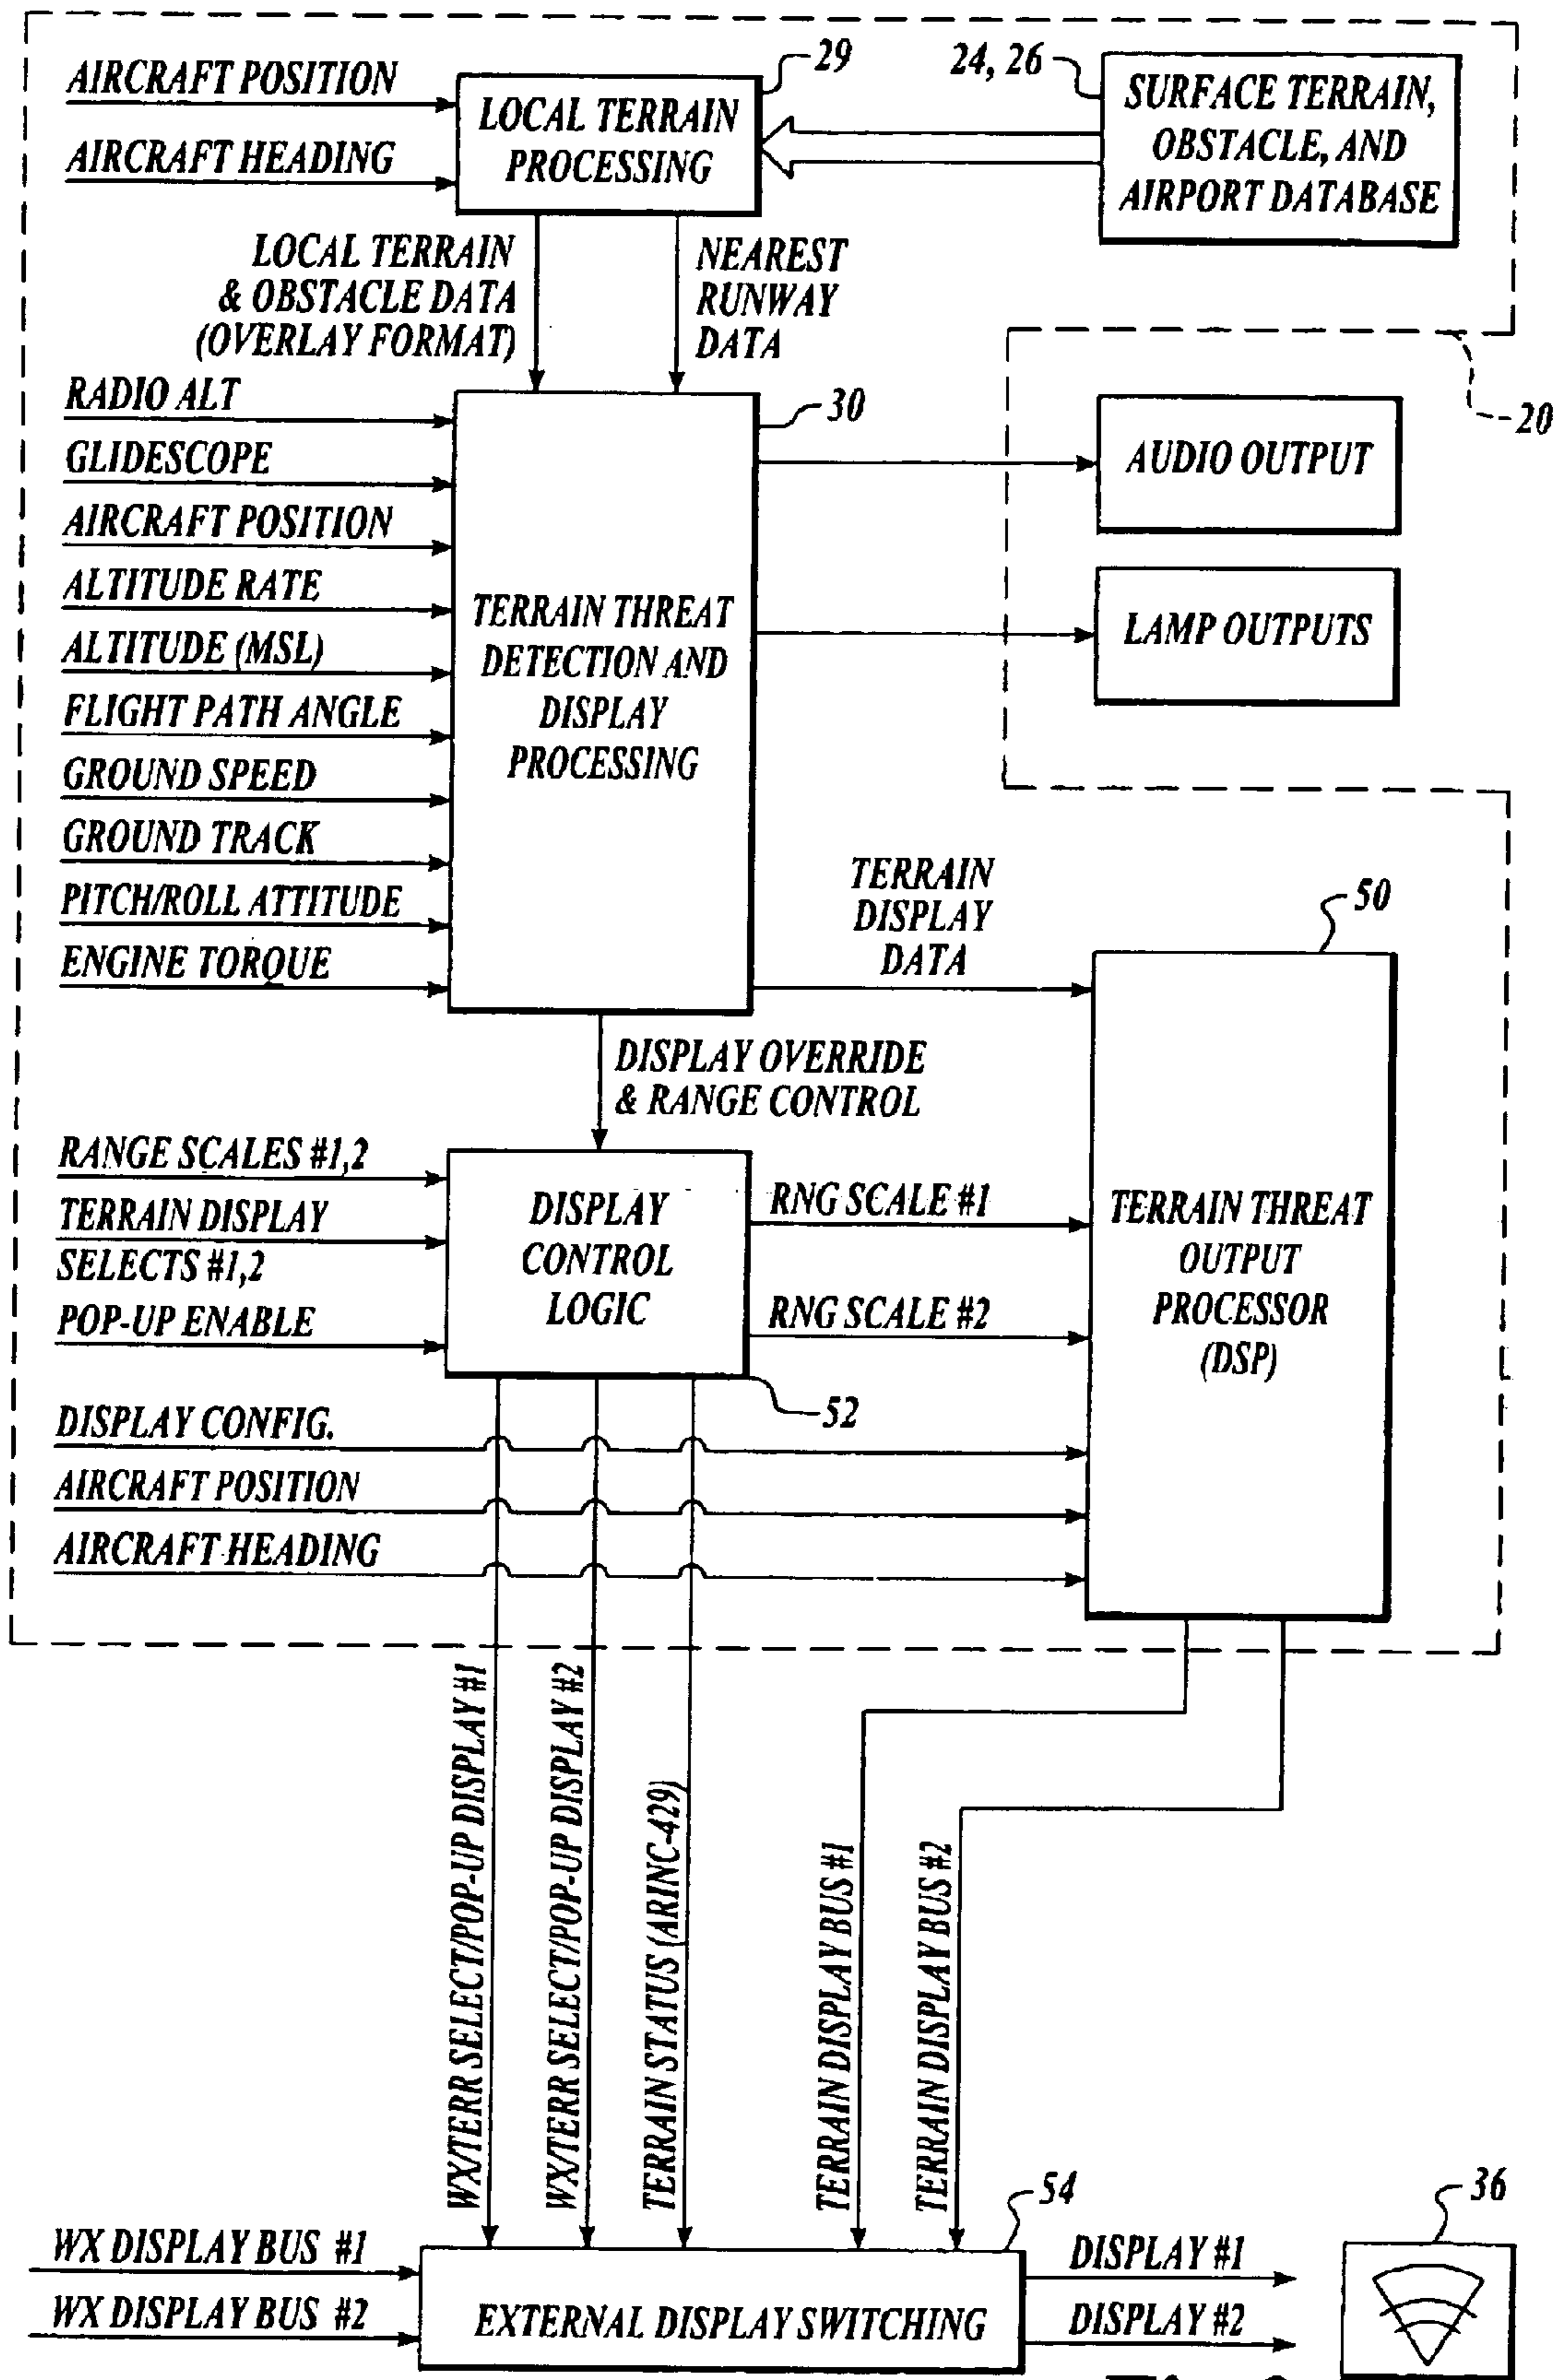 AIRCRAFT POSITION
AIRCRAFT HEADING
LOCAL TERRAIN
PROCESSING
29
24, 26
SURFACE TERRAIN,
OBSTACLE, AND
AIRPORT DATABASE
LOCAL TERRAIN
& OBSTACLE DATA
(OVERLAY FORMAT)
NEAREST
RUNWAY
DATA
RADIO ALT
GLIDESCOPE
AIRCRAFT POSITION
ALTITUDE RATE
ALTITUDE (MSL)
FLIGHT PATH ANGLE
GROUND SPEED
GROUND TRACK
PITCH/ROLL ATTITUDE
ENGINE TORQUE
30
TERRAIN THREAT
DETECTION AND
DISPLAY
PROCESSING
20
AUDIO OUTPUT
LAMP OUTPUTS
TERRAIN
DISPLAY
DATA
50
DISPLAY OVERRIDE
& RANGE CONTROL
RANGE SCALES #1,2
TERRAIN DISPLAY
SELECTS #1,2
POP-UP ENABLE
DISPLAY
CONTROL
LOGIC
RNG SCALE #1
RNG SCALE #2
TERRAIN THREAT
OUTPUT
PROCESSOR
(DSP)
52
DISPLAY CONFIG.
AIRCRAFT POSITION
AIRCRAFT HEADING
WX/TERR SELECT/POP-UP DISPLAY #1
WX/TERR SELECT/POP-UP DISPLAY #2
TERRAIN STATUS (ARINC-429)
TERRAIN DISPLAY BUS #1
TERRAIN DISPLAY BUS #2
54
36
WX DISPLAY BUS #1
WX DISPLAY BUS #2
EXTERNAL DISPLAY SWITCHING
DISPLAY #1
DISPLAY #2